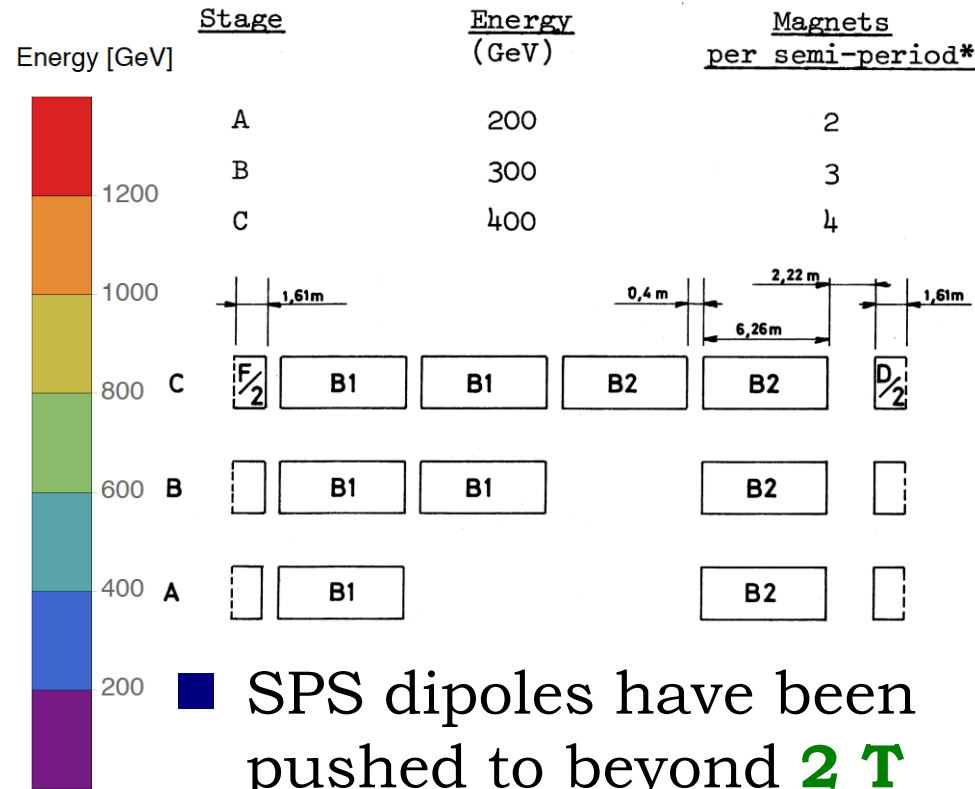 Stage Energy Magnets
(GeV) per semi-period*
Energy [GeV]
A 200 2
B 300 3
C 400 4
1200
1000
800
600
400
200
1,61m 0,4 m 2,22 m 1,61m
6,26m
C F/2 B1 B1 B2 B2 D/2
B B1 B1 B2
A B1 B2
SPS dipoles have been
pushed to beyond 2 T